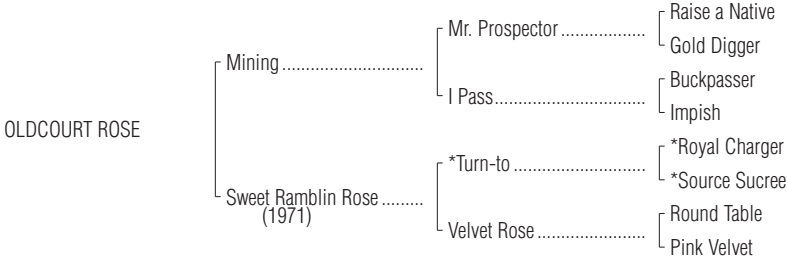 Raise a Native
Mr. Prospector ...................
Gold Digger
Mining .............................
Buckpasser
I Pass................................
Impish
OLDCOURT ROSE
*Royal Charger
*Turn-to ............................
*Source Sucree
Sweet Ramblin Rose .........
(1971)
Round Table
Velvet Rose .......................
Pink Velvet